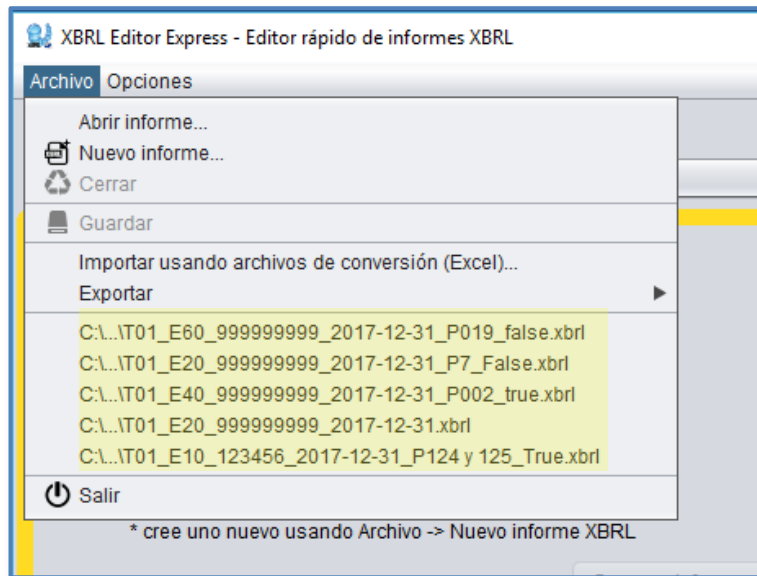 XBRL Editor Express - Editor rápido de informes XBRL
Archivo Opciones
Abrir informe...
Nuevo informe...
Cerrar
Guardar
Importar usando archivos de conversión (Excel)...
Exportar
C:\...\T01_E60_999999999_2017-12-31_P019_false.xbrl
C:\...\T01_E20_999999999_2017-12-31_P7_False.xbrl
C:\...\T01_E40_999999999_2017-12-31_P002_true.xbrl
C:\...\T01_E20_999999999_2017-12-31.xbrl
C:\...\T01_E10_123456_2017-12-31_P124 y 125_True.xbrl
Salir
* cree uno nuevo usando Archivo -> Nuevo informe XBRL